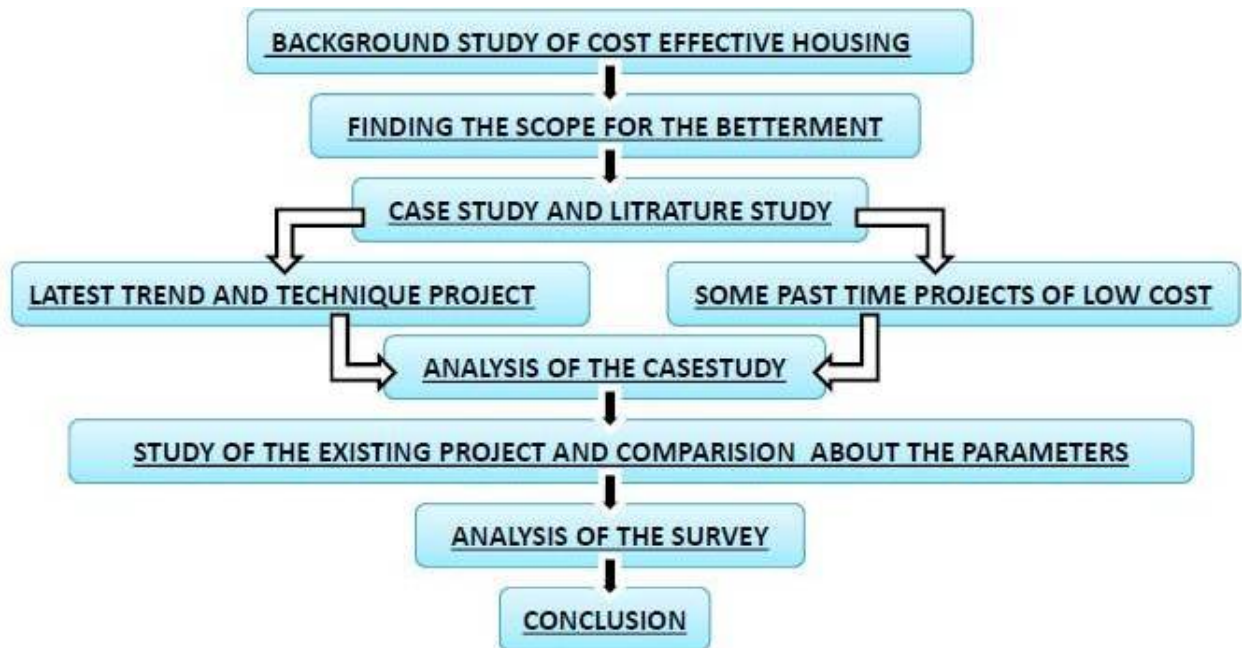 BACKGROUND STUDY OF COST EFFECTIVE HOUSING
FINDING THE SCOPE FOR THE BETTERMENT
CASE STUDY AND LITRATURE STUDY
LATEST TREND AND TECHNIQUE PROJECT
SOME PAST TIME PROJECTS OF LOW COST
ANALYSIS OF THE CASESTUDY
STUDY OF THE EXISTING PROJECT AND COMPARISION ABOUT THE PARAMETERS
ANALYSIS OF THE SURVEY
CONCLUSION